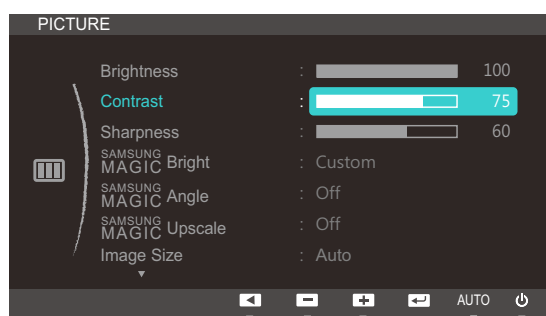 PICTURE
Brightness : 100
Contrast : 75
Sharpness : 60
SAMSUNG MAGIC Bright : Custom
SAMSUNG MAGIC Angle : Off
SAMSUNG MAGIC Upscale : Off
Image Size : Auto
AUTO